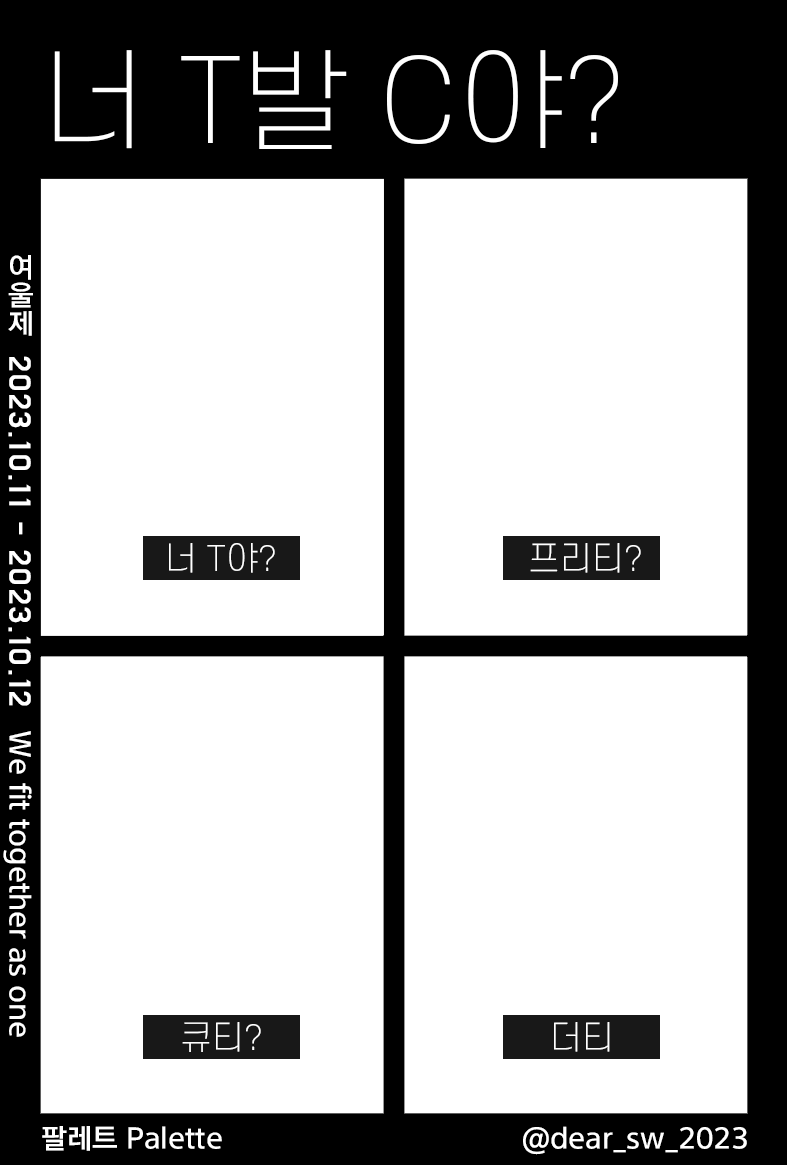 너 T발 C야?
여울제 2023.10.11 - 2023.10.12 We fit together as one
너 T야?
프리티?
큐티?
더티
팔레트 Palette
@dear_sw_2023